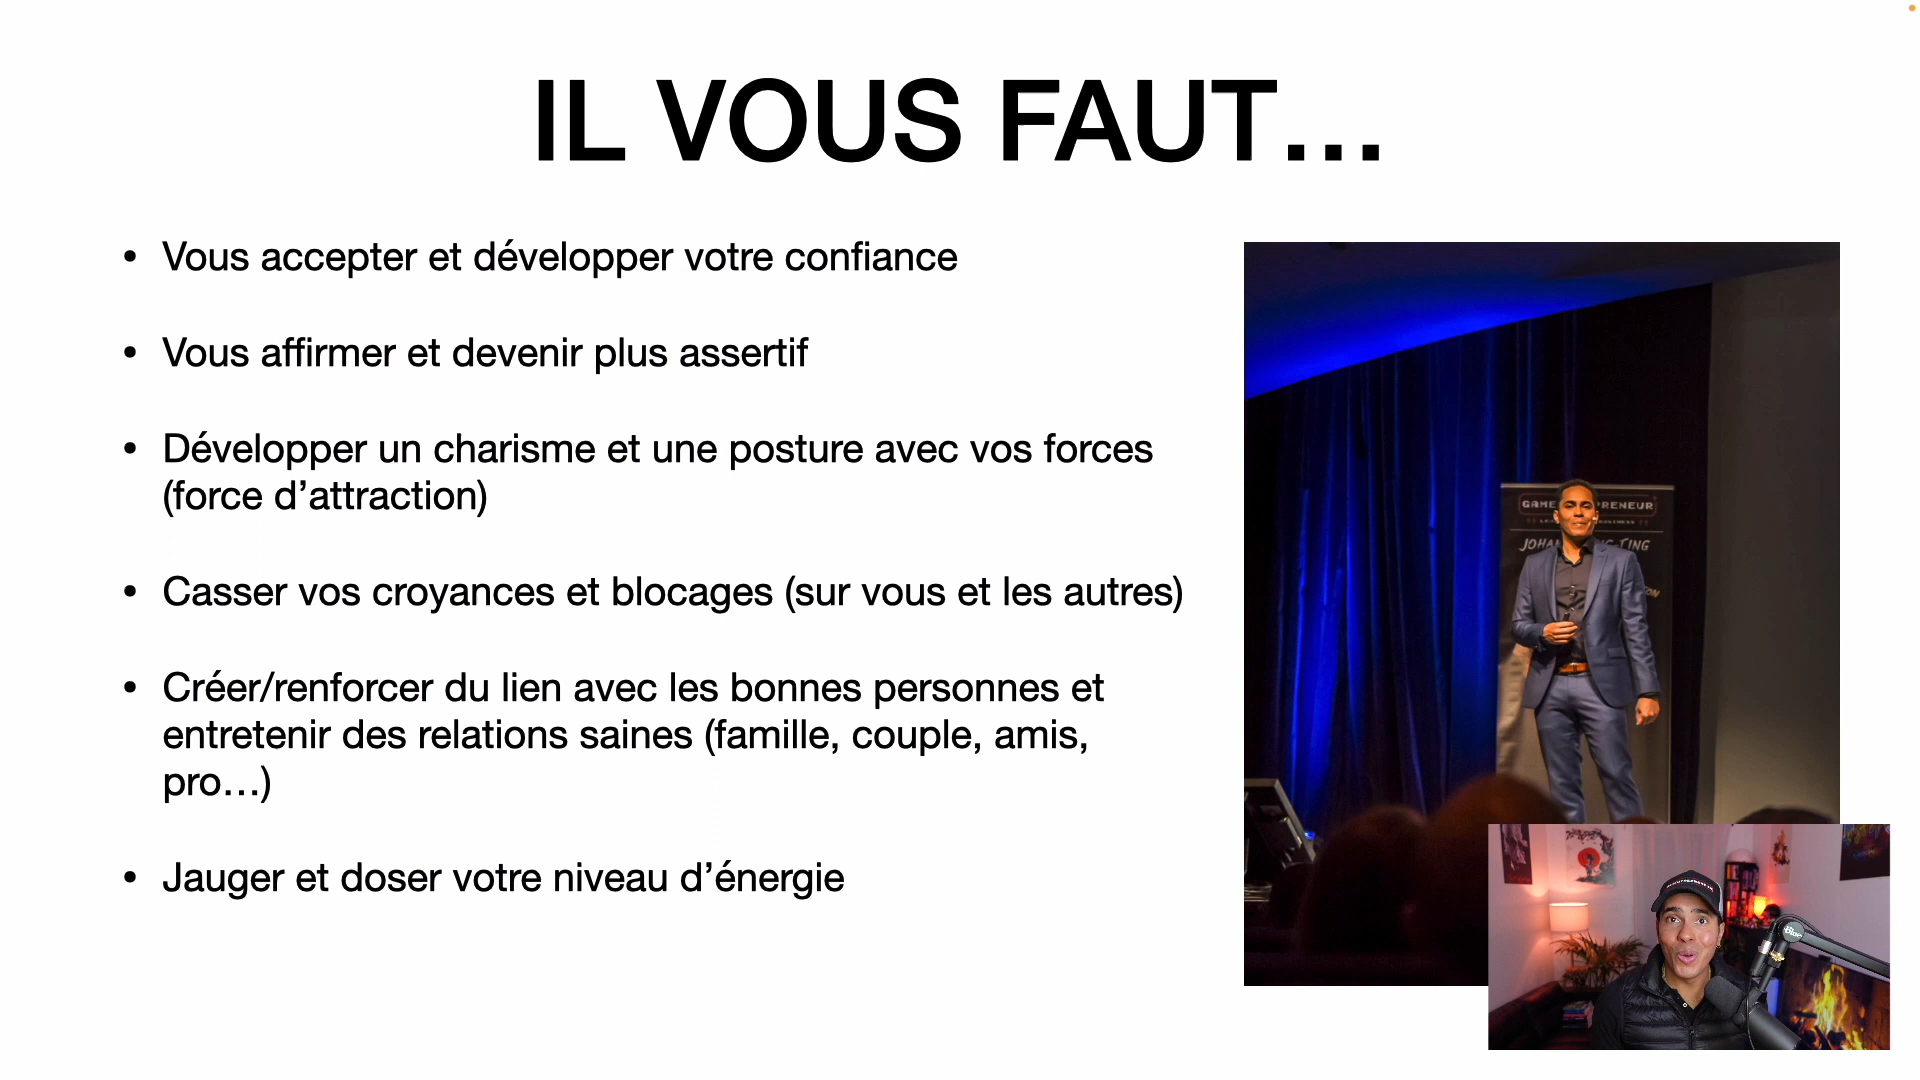 IL VOUS FAUT…
• Vous accepter et développer votre confiance
• Vous affirmer et devenir plus assertif
• Développer un charisme et une posture avec vos forces
(force d’attraction)
• Casser vos croyances et blocages (sur vous et les autres)
• Créer/renforcer du lien avec les bonnes personnes et
entretenir des relations saines (famille, couple, amis,
pro…)
• Jauger et doser votre niveau d’énergie
GAME PRENEUR